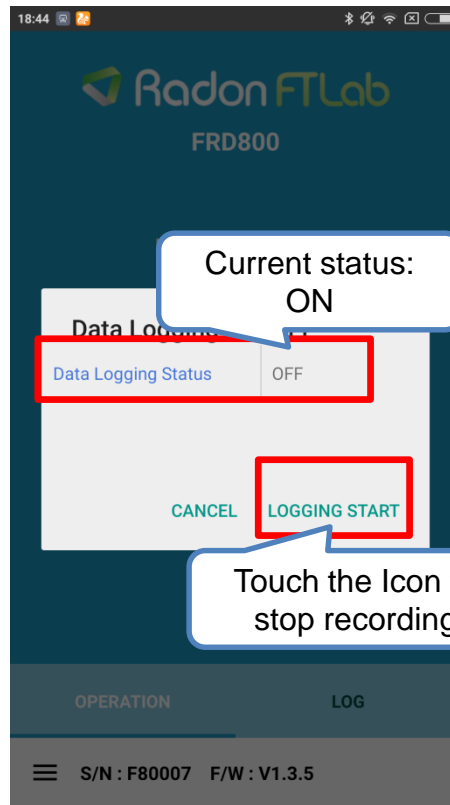 18:44
Radon FTLab
FRD800
Current status:
ON
Data Logging
Data Logging Status OFF
CANCEL LOGGING START
Touch the Icon
stop recording
OPERATION LOG
S/N : F80007 F/W : V1.3.5